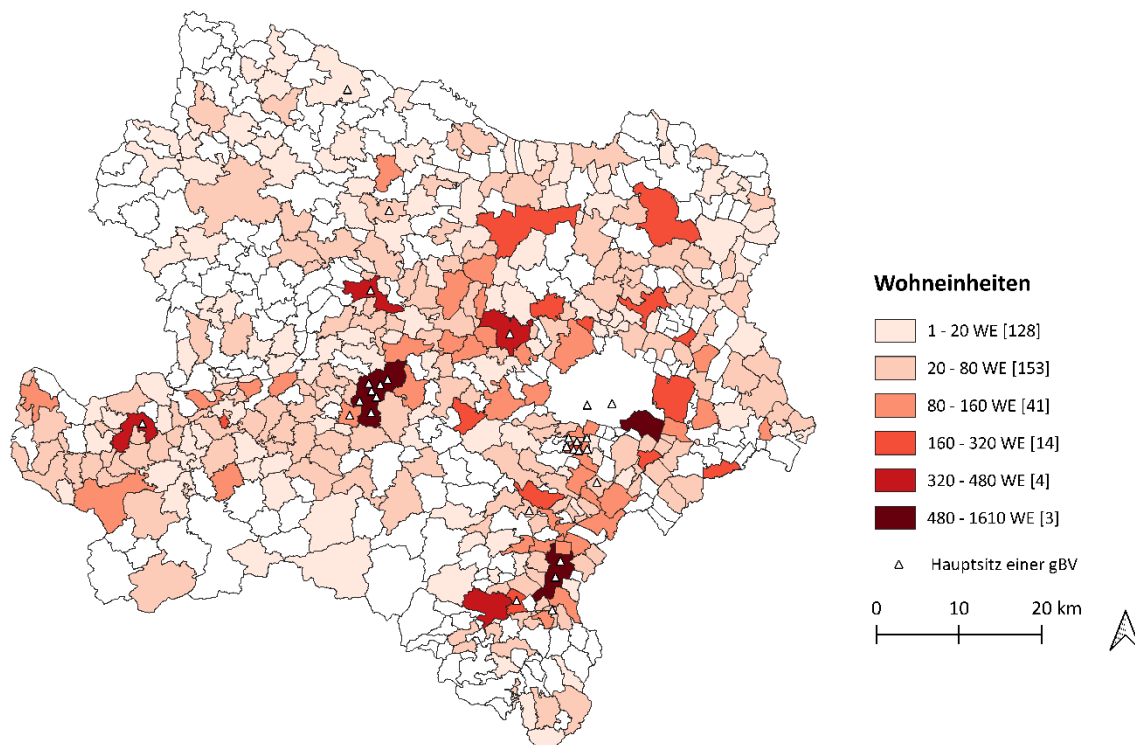 Wohneinheiten
1 - 20 WE [128]
20 - 80 WE [153]
80 - 160 WE [41]
160 - 320 WE [14]
320 - 480 WE [4]
480 - 1610 WE [3]
Hauptsitz einer gBV
0 10 20 km